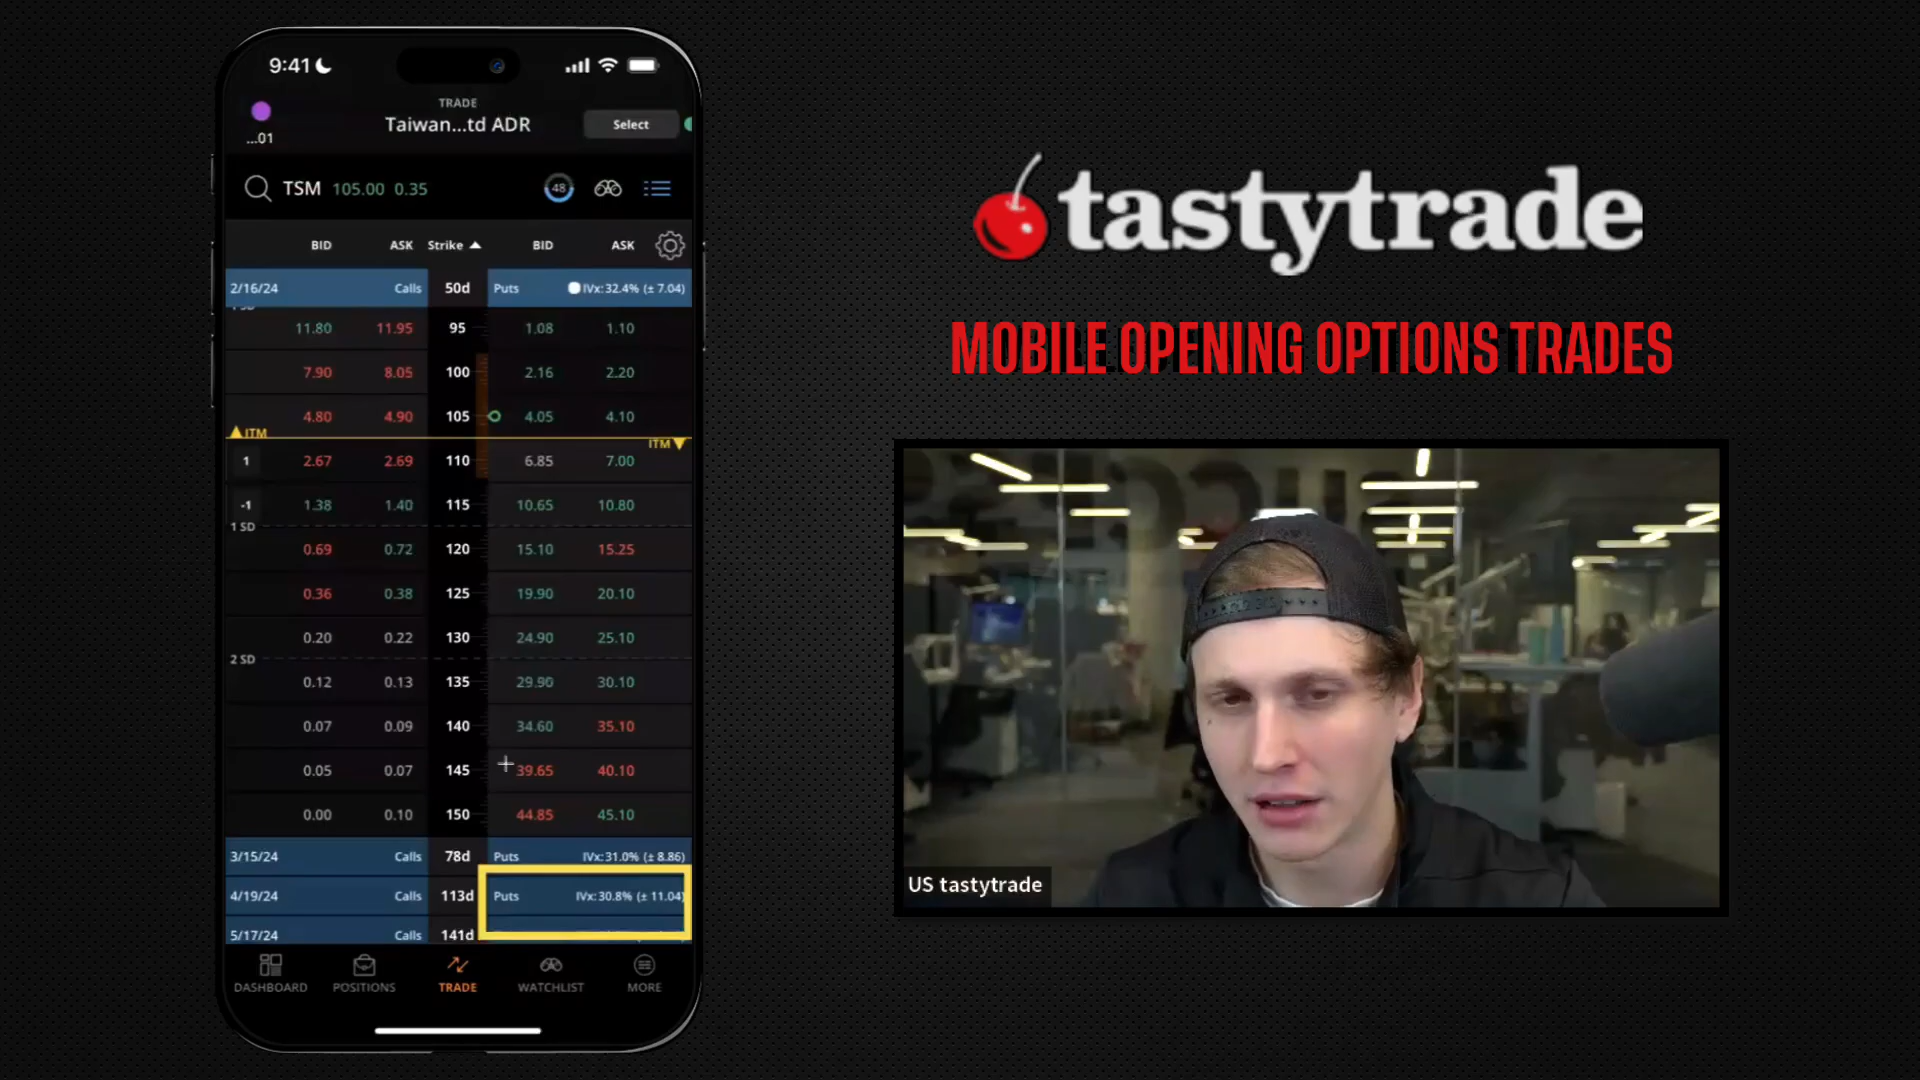 9:41
TRADE
Taiwan...td ADR
Select
...01
TSM 105.00 0.35
48
BID ASK Strike BID ASK
2/16/24 Calls 50d Puts IVx: 32.4% (± 7.04)
11.80 11.95 95 1.08 1.10
7.90 8.05 100 2.16 2.20
4.80 4.90 105 4.05 4.10
ITM
ITM
1 2.67 2.69 110 6.85 7.00
-1 1.38 1.40 115 10.65 10.80
1 SD
0.69 0.72 120 15.10 15.25
0.36 0.38 125 19.90 20.10
0.20 0.22 130 24.90 25.10
2 SD
0.12 0.13 135 29.90 30.10
0.07 0.09 140 34.60 35.10
0.05 0.07 145 39.65 40.10
0.00 0.10 150 44.85 45.10
3/15/24 Calls 78d Puts IVx: 31.0% (± 8.86)
4/19/24 Calls 113d Puts IVx: 30.8% (± 11.04)
5/17/24 Calls 141d
DASHBOARD POSITIONS TRADE WATCHLIST MORE
tastytrade
MOBILE OPENING OPTIONS TRADES
US tastytrade